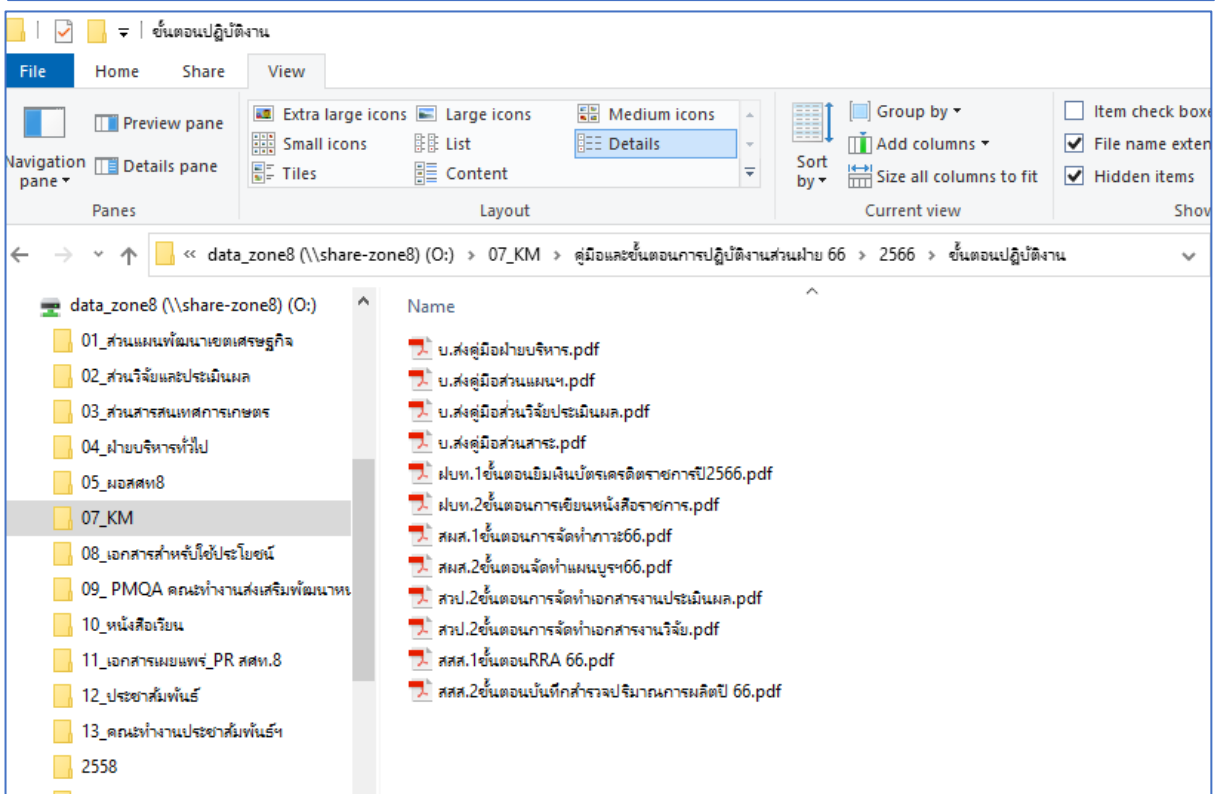 ขั้นตอนปฏิบัติงาน
File Home Share View
Extra large icons Large icons Medium icons
Preview pane
Group by
Item check boxe
Small icons List Details
Add columns
File name exten
Navigation pane
Details pane
Sort by
Tiles Content
Size all columns to fit
Hidden items
Panes Layout Current view Shov
« data_zone8 (\\share-zone8) (O:) > 07_KM > คู่มือและขั้นตอนการปฏิบัติงานส่วนฝ่าย 66 > 2566 > ขั้นตอนปฏิบัติงาน
data_zone8 (\\share-zone8) (O:)
01_ส่วนแผนพัฒนาเขตเศรษฐกิจ
02_ส่วนวิจัยและประเมินผล
03_ส่วนสารสนเทศการเกษตร
04_ฝ่ายบริหารทั่วไป
05_ผอสศท8
07_KM
08_เอกสารสำหรับใช้ประโยชน์
09_ PMQA คณะทำงานส่งเสริมพัฒนาหน
10_หนังสือเวียน
11_เอกสารเผยแพร่_PR สศท.8
12_ประชาสัมพันธ์
13_คณะทำงานประชาสัมพันธ์ฯ
2558
Name
บ.ส่งคู่มือฝ่ายบริหาร.pdf
บ.ส่งคู่มือส่วนแผนฯ.pdf
บ.ส่งคู่มือส่วนวิจัยประเมินผล.pdf
บ.ส่งคู่มือส่วนสาระ.pdf
ฝบท.1ขั้นตอนยิมเงินบัตรเครดิตราชการปี2566.pdf
ฝบท.2ขั้นตอนการเขียนหนังสือราชการ.pdf
สผส.1ขั้นตอนการจัดทำภาวะ66.pdf
สผส.2ขั้นตอนจัดทำแผนบูรฯ66.pdf
สวป.2ขั้นตอนการจัดทำเอกสารงานประเมินผล.pdf
สวป.2ขั้นตอนการจัดทำเอกสารงานวิจัย.pdf
สสส.1ขั้นตอนRRA 66.pdf
สสส.2ขั้นตอนบันทึกสำรวจปริมาณการผลิตปี 66.pdf